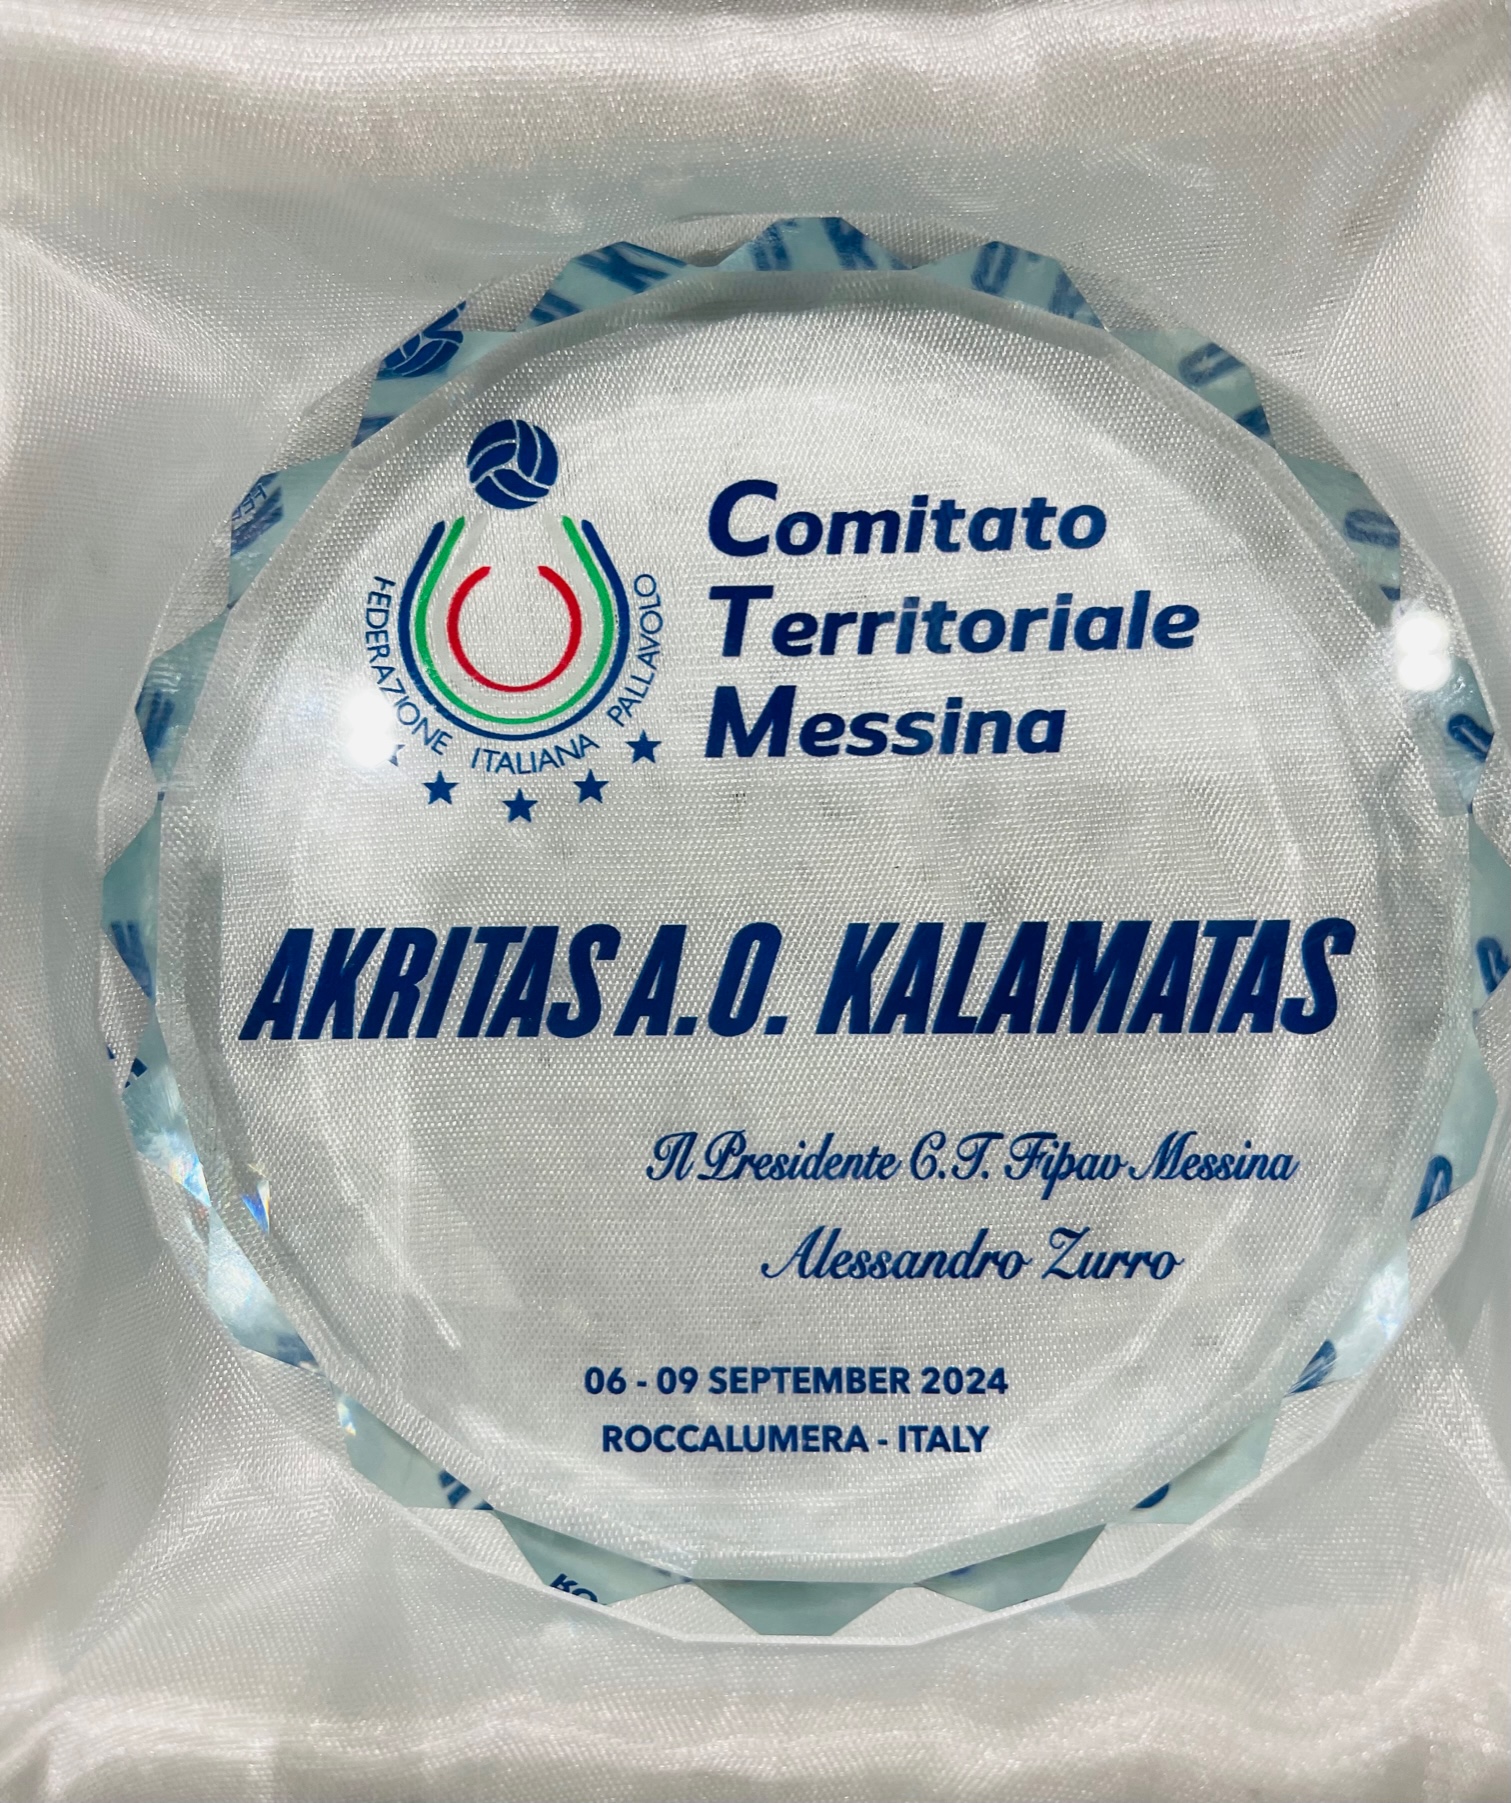 FEDERAZIONE ITALIANA PALLAVOLO
Comitato
Territoriale
Messina
AKRITAS A.O. KALAMATAS
Il Presidente C.T. Fipav Messina
Alessandro Zurro
06 - 09 SEPTEMBER 2024
ROCCALUMERA - ITALY